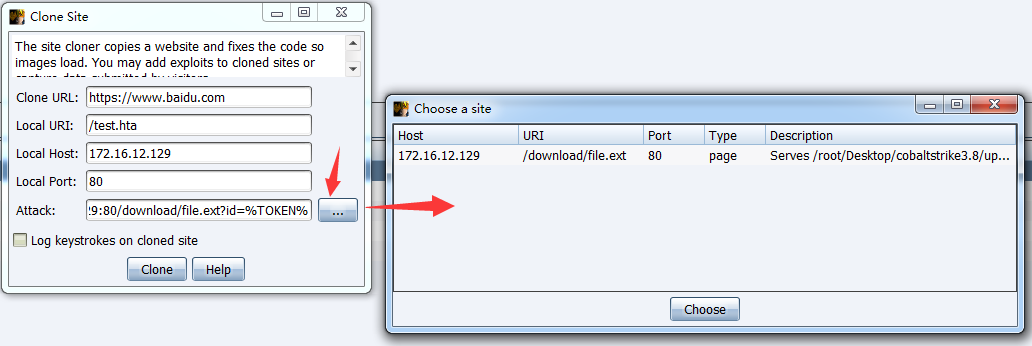 Clone Site
The site cloner copies a website and fixes the code so
images load. You may add exploits to cloned sites or
Clone URL: https://www.baidu.com
Local URI: /test.hta
Local Host: 172.16.12.129
Local Port: 80
Attack: 9:80/download/file.ext?id=%TOKEN% ...
Log keystrokes on cloned site
Clone Help
Choose a site
Host URI Port Type Description
172.16.12.129 /download/file.ext 80 page Serves /root/Desktop/cobaltstrike3.8/up...
Choose